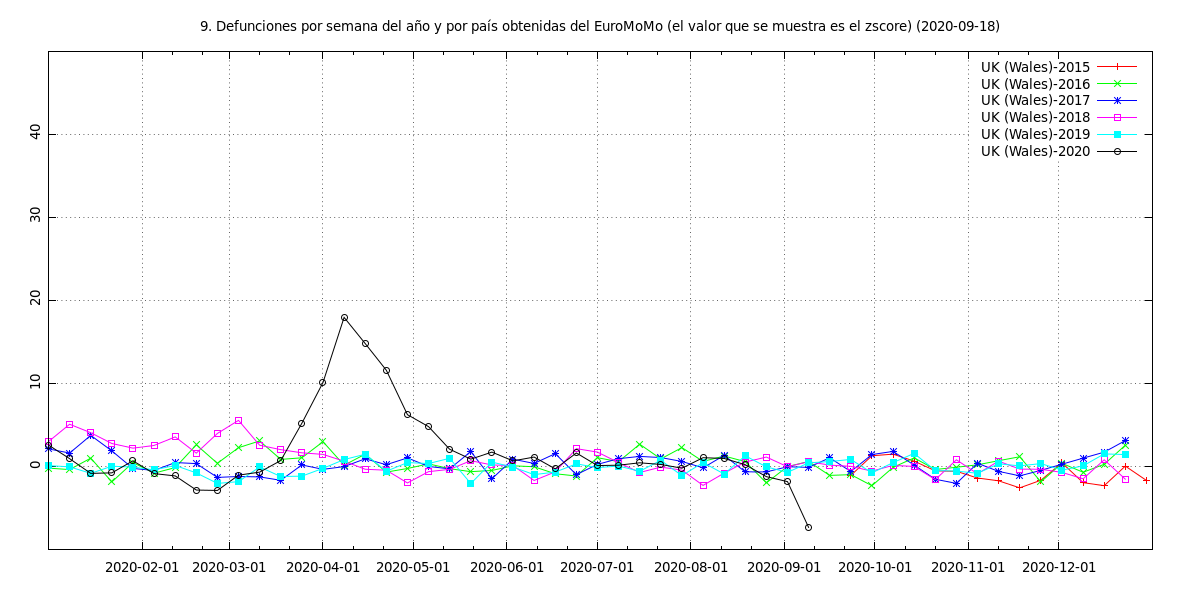 9. Defunciones por semana del año y por país obtenidas del EuroMoMo (el valor que se muestra es el zscore) (2020-09-18)
UK (Wales)-2015
UK (Wales)-2016
UK (Wales)-2017
UK (Wales)-2018
UK (Wales)-2019
UK (Wales)-2020
40
30
20
10
0
2020-02-01 2020-03-01 2020-04-01 2020-05-01 2020-06-01 2020-07-01 2020-08-01 2020-09-01 2020-10-01 2020-11-01 2020-12-01